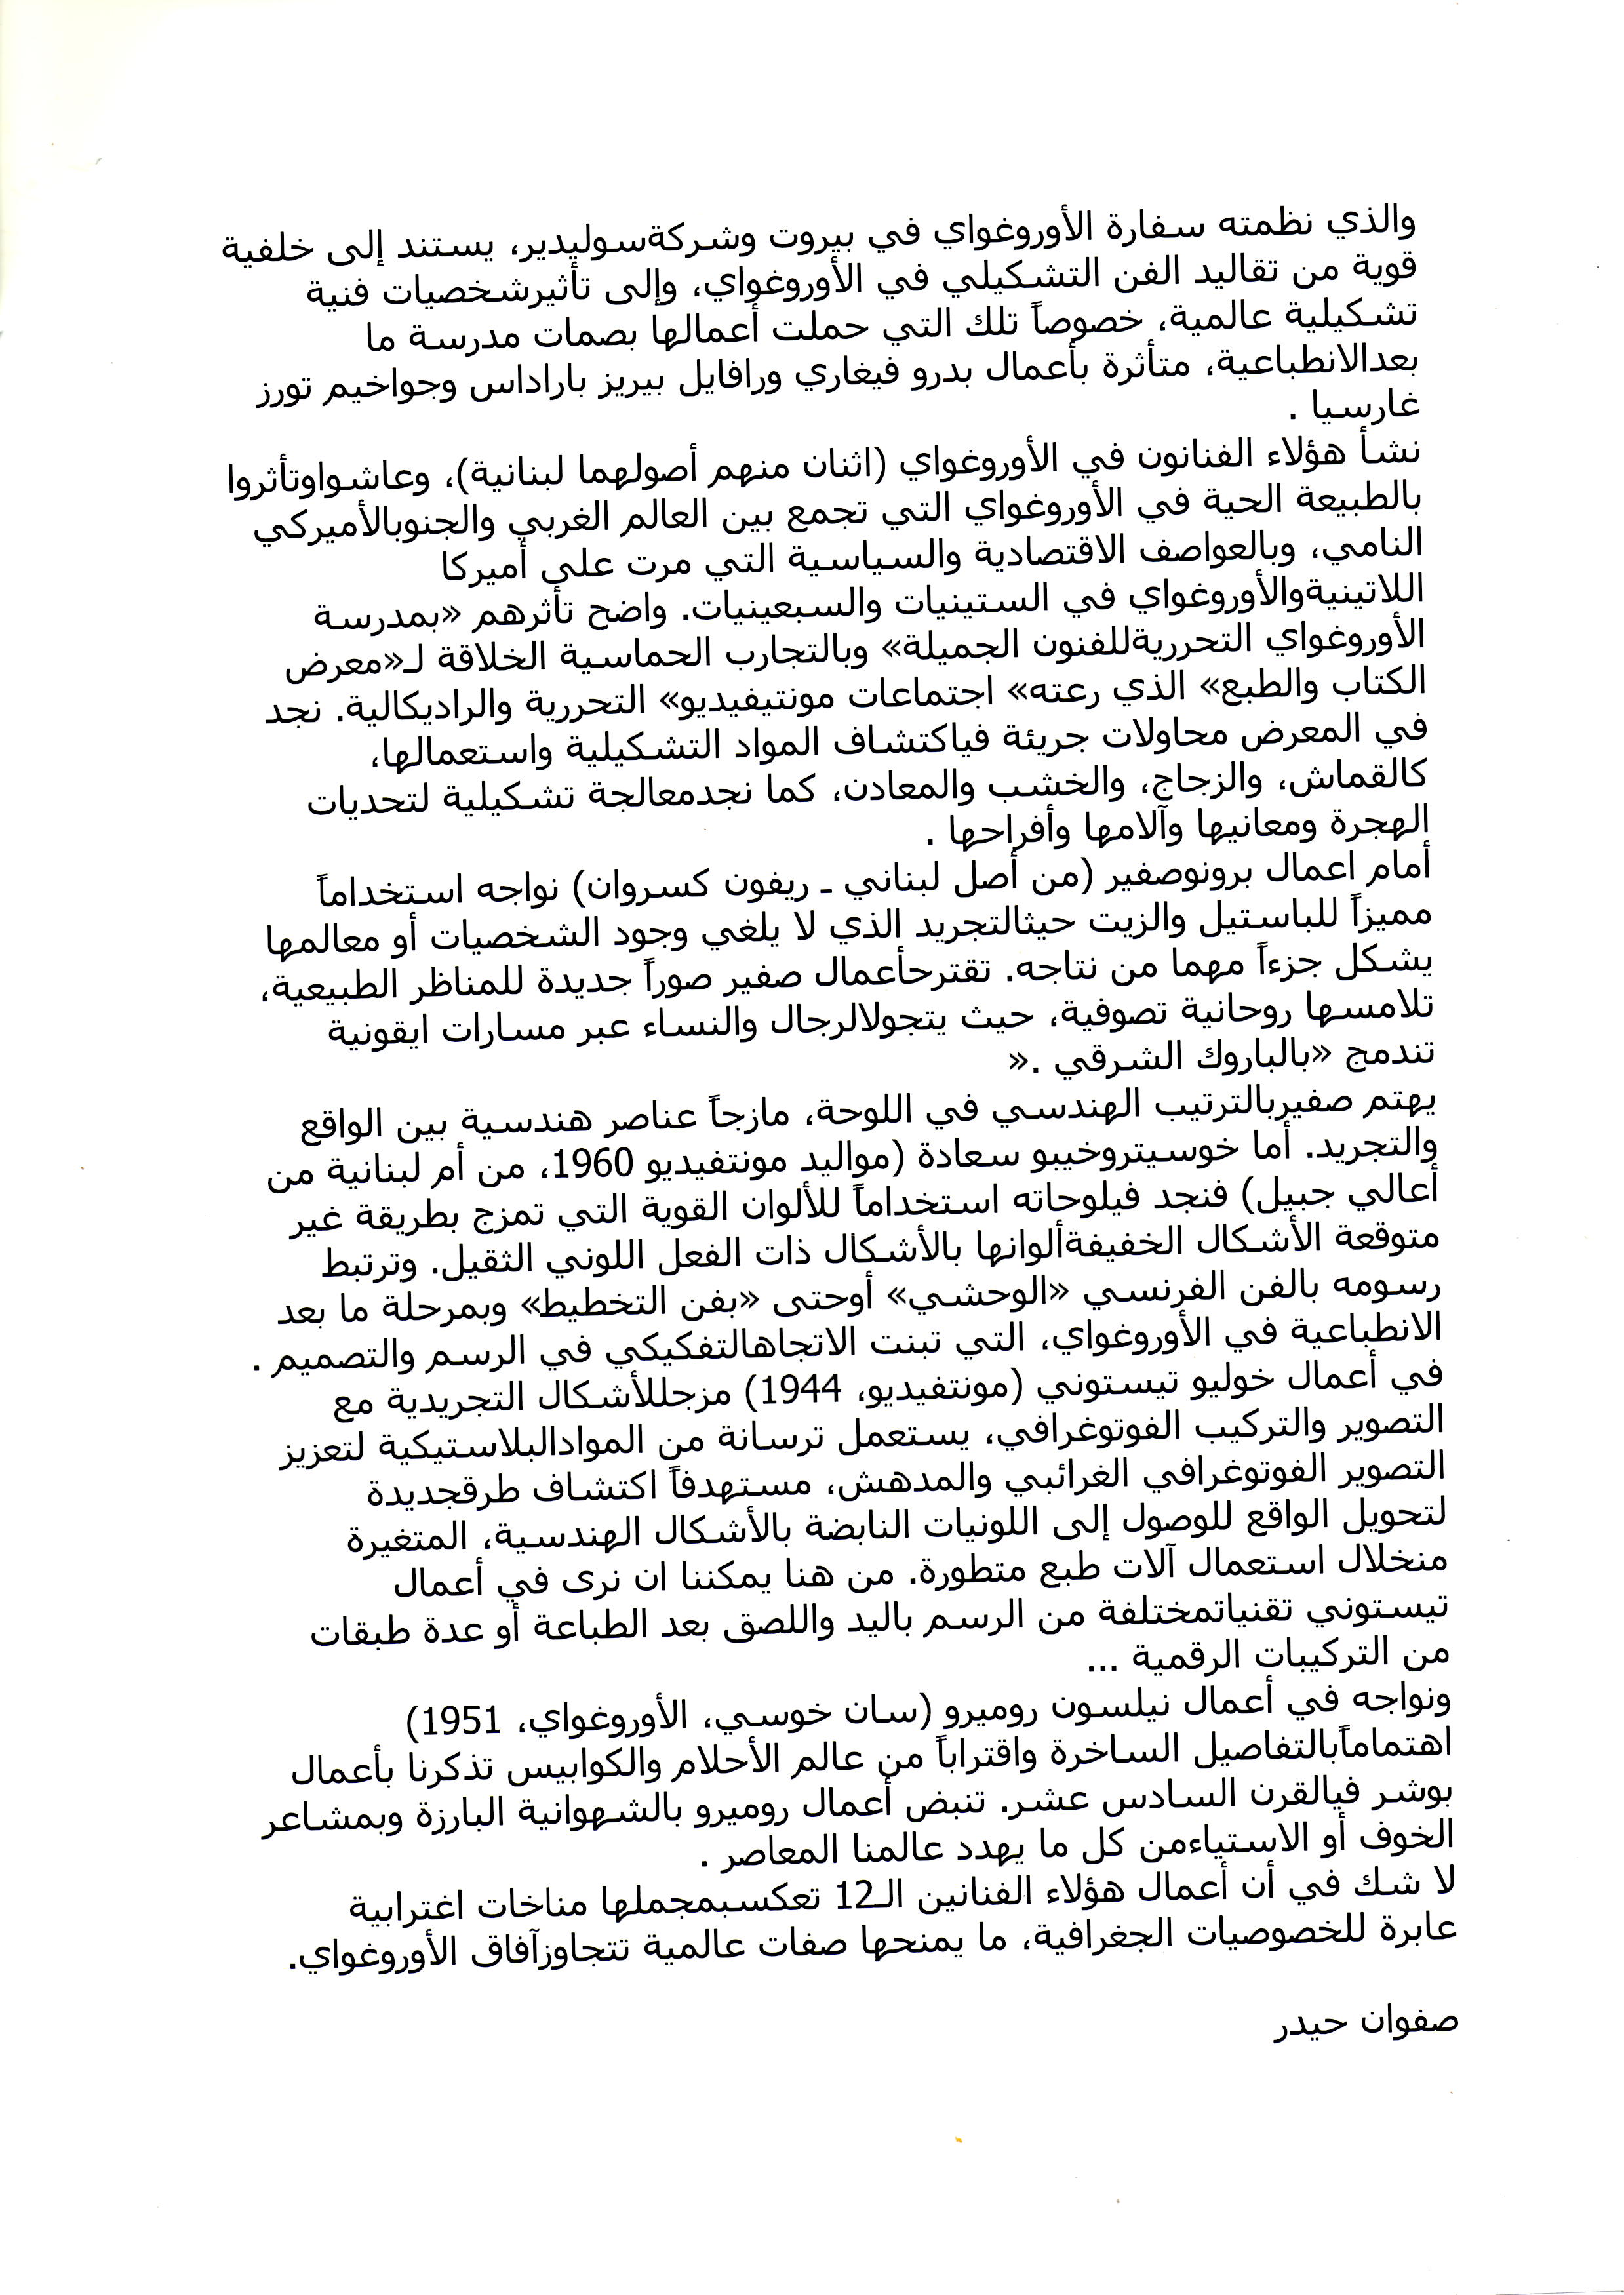 والذي نظمته سفارة الأوروغواي في بيروت وشركةسوليدير، يستند إلى خلفية
قوية من تقاليد الفن التشكيلي في الأوروغواي، وإلى تأثيرشخصيات فنية
تشكيلية عالمية، خصوصاً تلك التي حملت أعمالها بصمات مدرسة ما
بعدالانطباعية، متأثرة بأعمال بدرو فيغاري ورافايل بيريز باراداس وجواخيم تورز
غارسيا .
نشأ هؤلاء الفنانون في الأوروغواي (اثنان منهم أصولهما لبنانية)، وعاشواوتأثروا
بالطبيعة الحية في الأوروغواي التي تجمع بين العالم الغربي والجنوبالأميركي
النامي، وبالعواصف الاقتصادية والسياسية التي مرت على أميركا
اللاتينيةوالأوروغواي في الستينيات والسبعينيات. واضح تأثرهم «بمدرسة
الأوروغواي التحرريةللفنون الجميلة» وبالتجارب الحماسية الخلاقة لـ«معرض
الكتاب والطبع» الذي رعته» اجتماعات مونتيفيديو» التحررية والراديكالية. نجد
في المعرض محاولات جريئة فياكتشاف المواد التشكيلية واستعمالها،
كالقماش، والزجاج، والخشب والمعادن، كما نجدمعالجة تشكيلية لتحديات
الهجرة ومعانيها وآلامها وأفراحها .
أمام اعمال برونوصفير (من أصل لبناني ـ ريفون كسروان) نواجه استخداماً
مميزاً للباستيل والزيت حيثالتجريد الذي لا يلغي وجود الشخصيات أو معالمها
يشكل جزءاً مهما من نتاجه. تقترحأعمال صفير صوراً جديدة للمناظر الطبيعية،
تلامسها روحانية تصوفية، حيث يتجولالرجال والنساء عبر مسارات ايقونية
تندمج «بالباروك الشرقي .«
يهتم صفيربالترتيب الهندسي في اللوحة، مازجاً عناصر هندسية بين الواقع
والتجريد. أما خوسيتروخيبو سعادة (مواليد مونتفيديو 1960، من أم لبنانية من
أعالي جبيل) فنجد فيلوحاته استخداماً للألوان القوية التي تمزج بطريقة غير
متوقعة الأشكال الخفيفةألوانها بالأشكال ذات الفعل اللوني الثقيل. وترتبط
رسومه بالفن الفرنسي «الوحشي» أوحتى «بفن التخطيط» وبمرحلة ما بعد
الانطباعية في الأوروغواي، التي تبنت الاتجاهالتفكيكي في الرسم والتصميم .
في أعمال خوليو تيستوني (مونتفيديو، 1944) مزجللأشكال التجريدية مع
التصوير والتركيب الفوتوغرافي، يستعمل ترسانة من الموادالبلاستيكية لتعزيز
التصوير الفوتوغرافي الغرائبي والمدهش، مستهدفاً اكتشاف طرقجديدة
لتحويل الواقع للوصول إلى اللونيات النابضة بالأشكال الهندسية، المتغيرة
منخلال استعمال آلات طبع متطورة. من هنا يمكننا ان نرى في أعمال
تيستوني تقنياتمختلفة من الرسم باليد واللصق بعد الطباعة أو عدة طبقات
من التركيبات الرقمية ...
ونواجه في أعمال نيلسون روميرو (سان خوسي، الأوروغواي، 1951)
اهتماماًبالتفاصيل الساخرة واقتراباً من عالم الأحلام والكوابيس تذكرنا بأعمال
بوشر فيالقرن السادس عشر. تنبض أعمال روميرو بالشهوانية البارزة وبمشاعر
الخوف أو الاستياءمن كل ما يهدد عالمنا المعاصر .
لا شك في أن أعمال هؤلاء الفنانين الـ12 تعكسبمجملها مناخات اغترابية
عابرة للخصوصيات الجغرافية، ما يمنحها صفات عالمية تتجاوزآفاق الأوروغواي.
صفوان حيدر